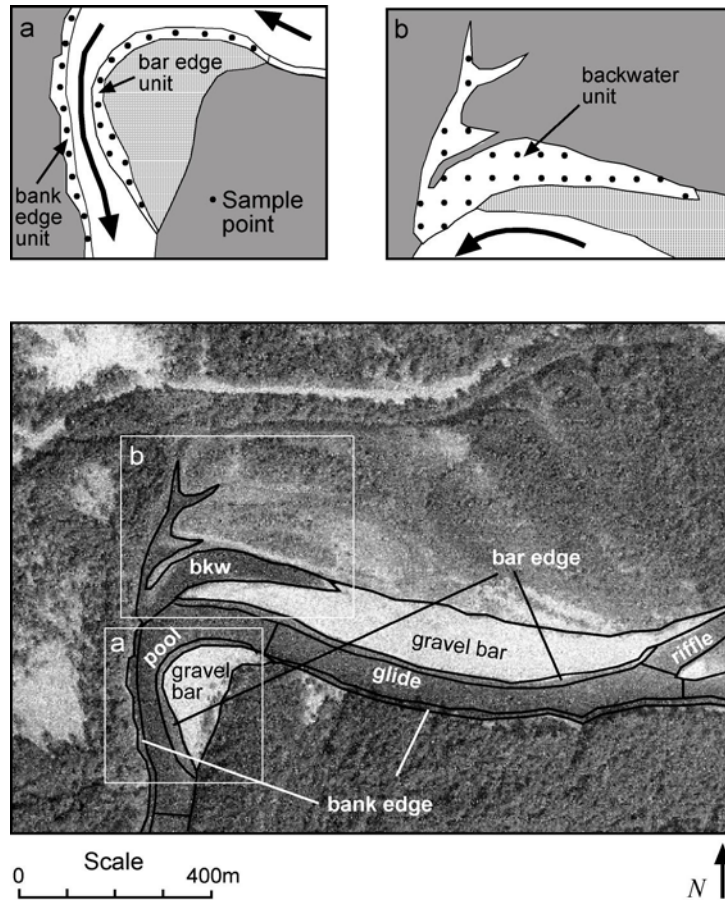 a
bar edge
unit
bank
edge
unit
• Sample
point
b
backwater
unit
b
bkw
bar edge
a
pool
gravel
bar
gravel bar
riffle
glide
bank edge
Scale
0 400m
N